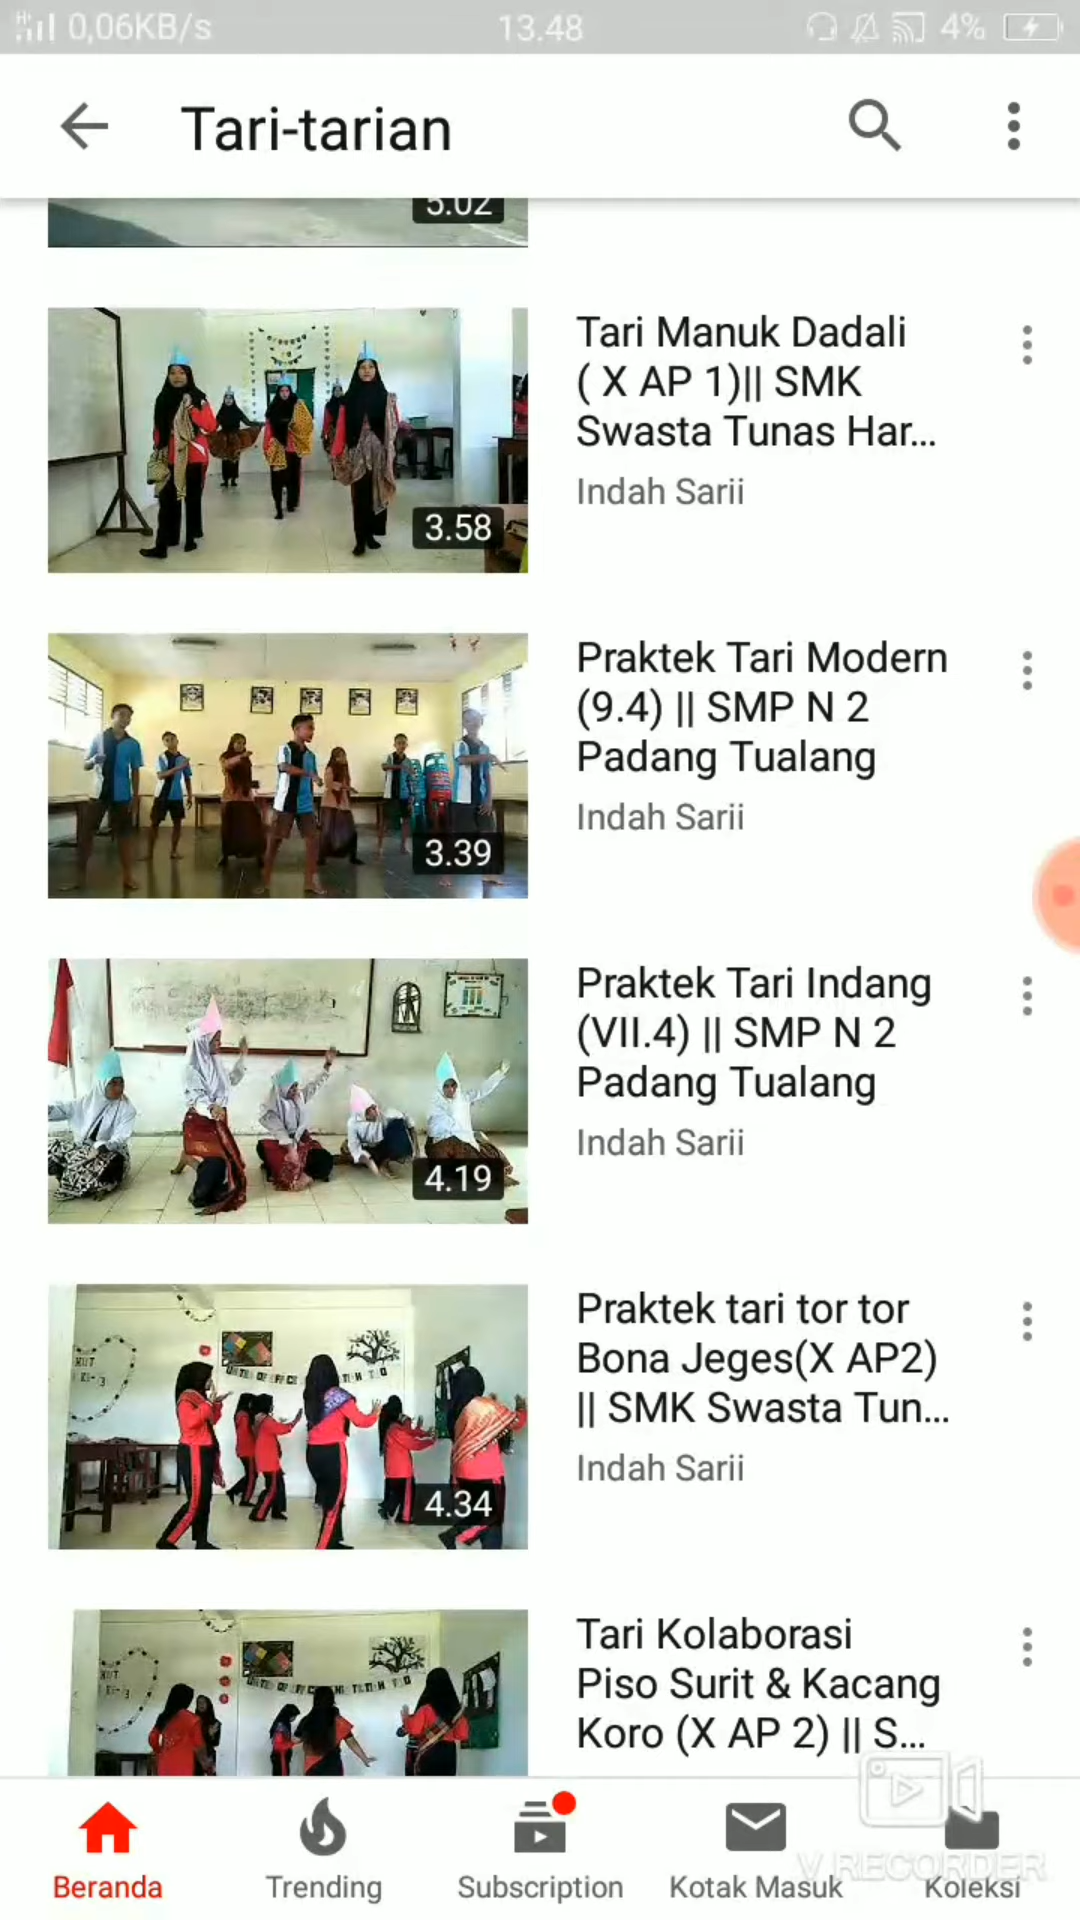 0,06KB/s 13.48 4%
Tari-tarian
5.02
Tari Manuk Dadali
( X AP 1)|| SMK
Swasta Tunas Har...
Indah Sarii
3.58
Praktek Tari Modern
(9.4) || SMP N 2
Padang Tualang
Indah Sarii
3.39
Praktek Tari Indang
(VII.4) || SMP N 2
Padang Tualang
Indah Sarii
4.19
Praktek tari tor tor
Bona Jeges(X AP2)
|| SMK Swasta Tun...
Indah Sarii
4.34
Tari Kolaborasi
Piso Surit & Kacang
Koro (X AP 2) || S...
V RECORDER
Beranda Trending Subscription Kotak Masuk Koleksi